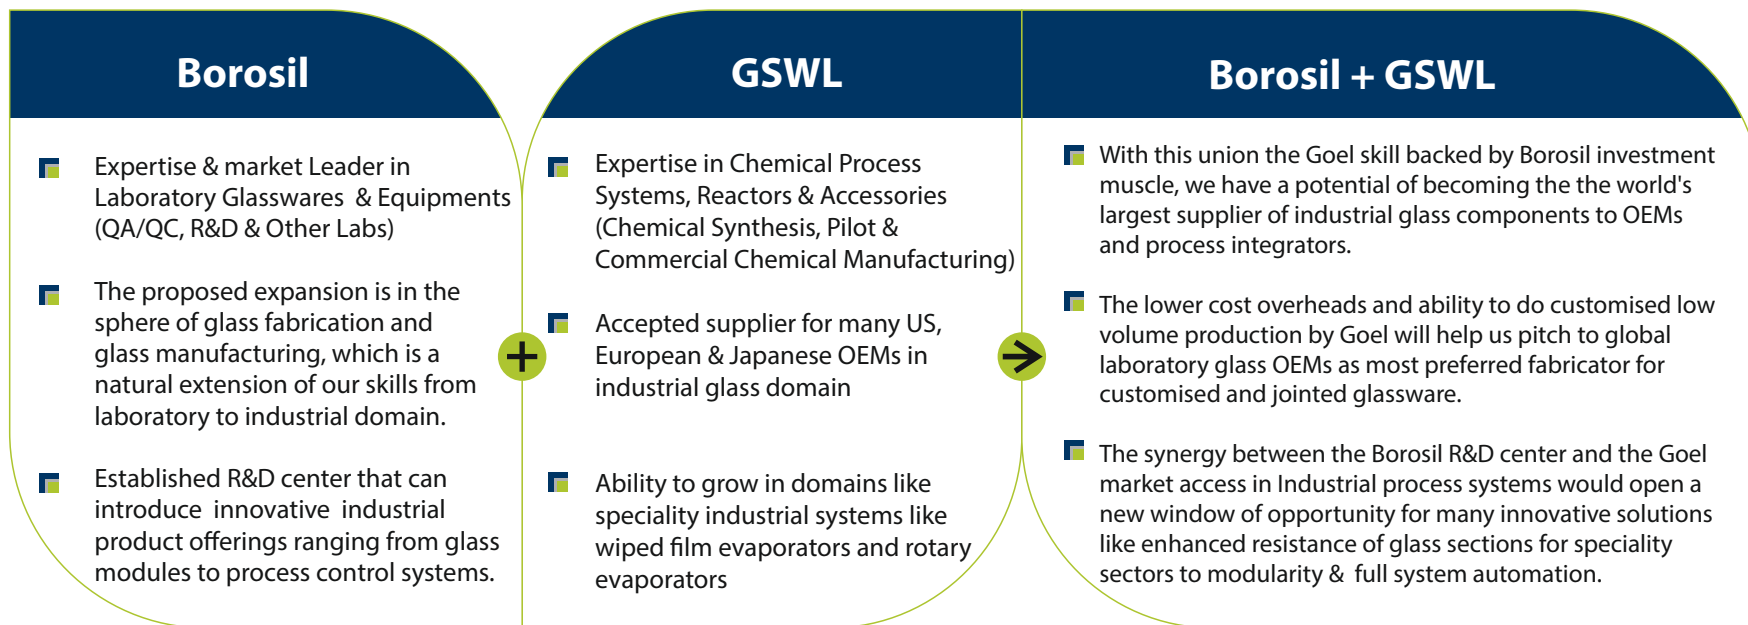 Borosil
Expertise & market Leader in
Laboratory Glasswares & Equipments
(QA/QC, R&D & Other Labs)
The proposed expansion is in the
sphere of glass fabrication and
glass manufacturing, which is a
natural extension of our skills from
laboratory to industrial domain.
Established R&D center that can
introduce innovative industrial
product offerings ranging from glass
modules to process control systems.
+
GSWL
Expertise in Chemical Process
Systems, Reactors & Accessories
(Chemical Synthesis, Pilot &
Commercial Chemical Manufacturing)
Accepted supplier for many US,
European & Japanese OEMs in
industrial glass domain
Ability to grow in domains like
speciality industrial systems like
wiped film evaporators and rotary
evaporators
Borosil + GSWL
With this union the Goel skill backed by Borosil investment
muscle, we have a potential of becoming the the world's
largest supplier of industrial glass components to OEMs
and process integrators.
The lower cost overheads and ability to do customised low
volume production by Goel will help us pitch to global
laboratory glass OEMs as most preferred fabricator for
customised and jointed glassware.
The synergy between the Borosil R&D center and the Goel
market access in Industrial process systems would open a
new window of opportunity for many innovative solutions
like enhanced resistance of glass sections for speciality
sectors to modularity & full system automation.